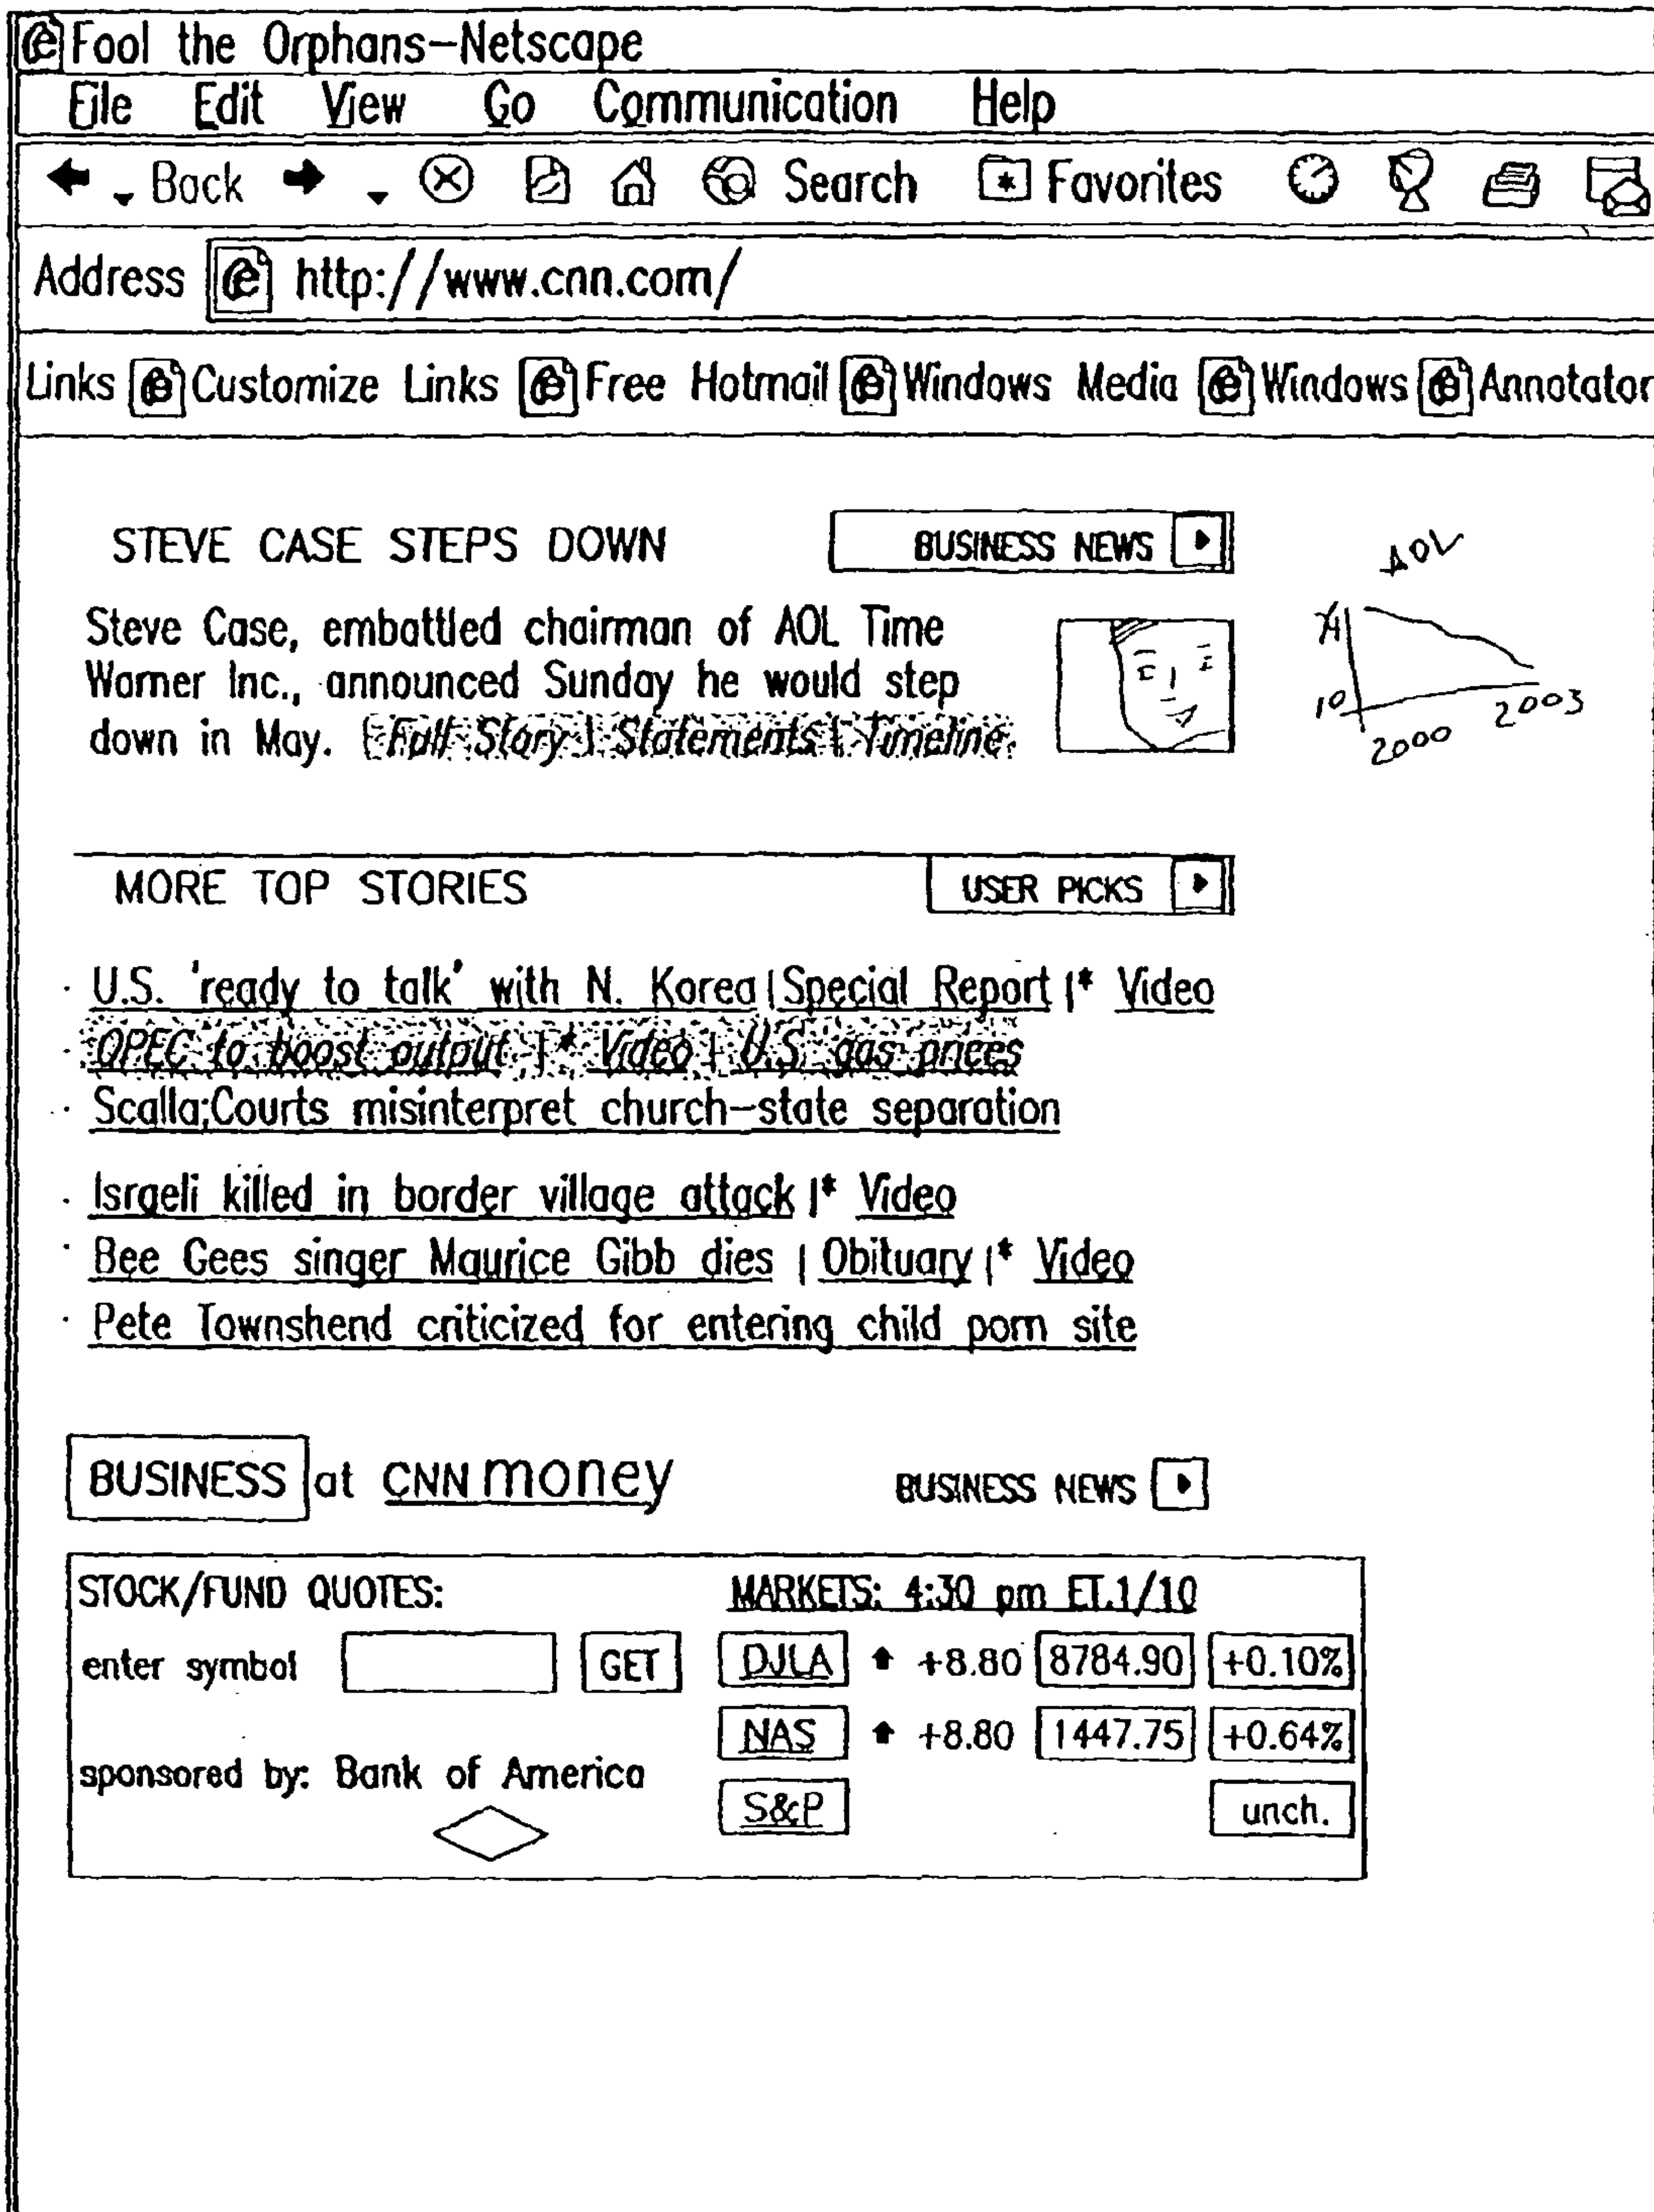 Fool the Orphans-Netscape
File Edit View Go Communication Help
Back Search Favorites
Address http://www.cnn.com/
Links Customize Links Free Hotmail Windows Media Windows Annotator
STEVE CASE STEPS DOWN BUSINESS NEWS
AOL
Steve Case, embattled chairman of AOL Time
Warner Inc., announced Sunday he would step
down in May. | Full Story | Statements | Timeline.
10
2000 2003
MORE TOP STORIES USER PICKS
· U.S. 'ready to talk' with N. Korea | Special Report |* Video
· OPEC to boost output |* Video | U.S. gas prices
· Scalla;Courts misinterpret church-state separation
· Israeli killed in border village attack |* Video
· Bee Gees singer Maurice Gibb dies | Obituary |* Video
· Pete Townshend criticized for entering child porn site
BUSINESS at CNN money BUSINESS NEWS
STOCK/FUND QUOTES: MARKETS: 4:30 pm ET.1/10
enter symbol GET DJLA +8.80 8784.90 +0.10%
NAS +8.80 1447.75 +0.64%
sponsored by: Bank of America
S&P unch.